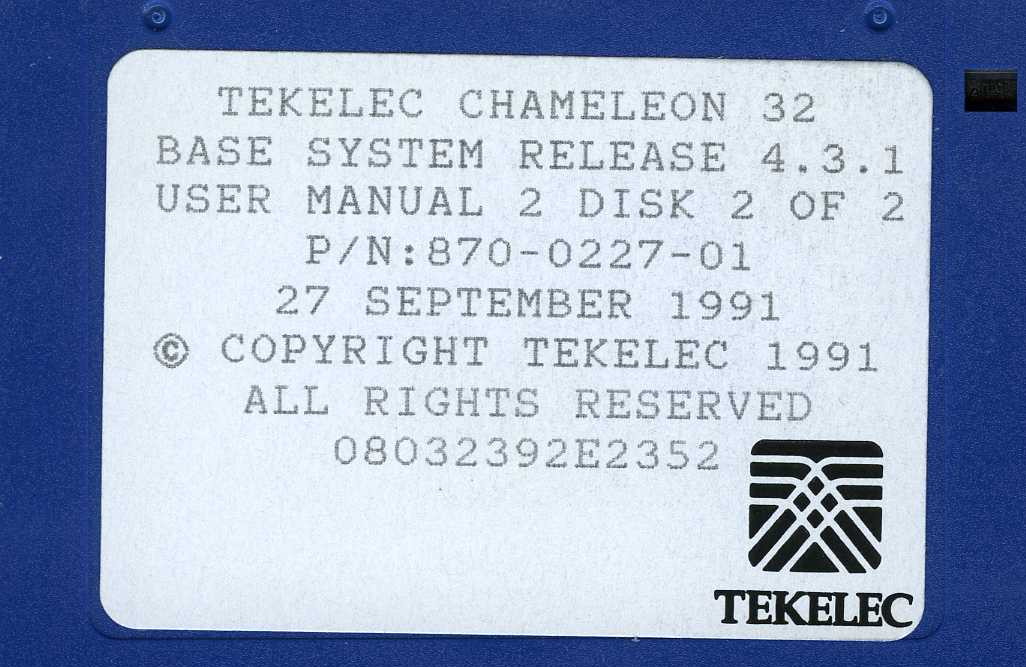 TEKELEC CHAMELEON 32
BASE SYSTEM RELEASE 4.3.1
USER MANUAL 2 DISK 2 OF 2
P/N:870-0227-01
27 SEPTEMBER 1991
© COPYRIGHT TEKELEC 1991
ALL RIGHTS RESERVED
08032392E2352
TEKELEC